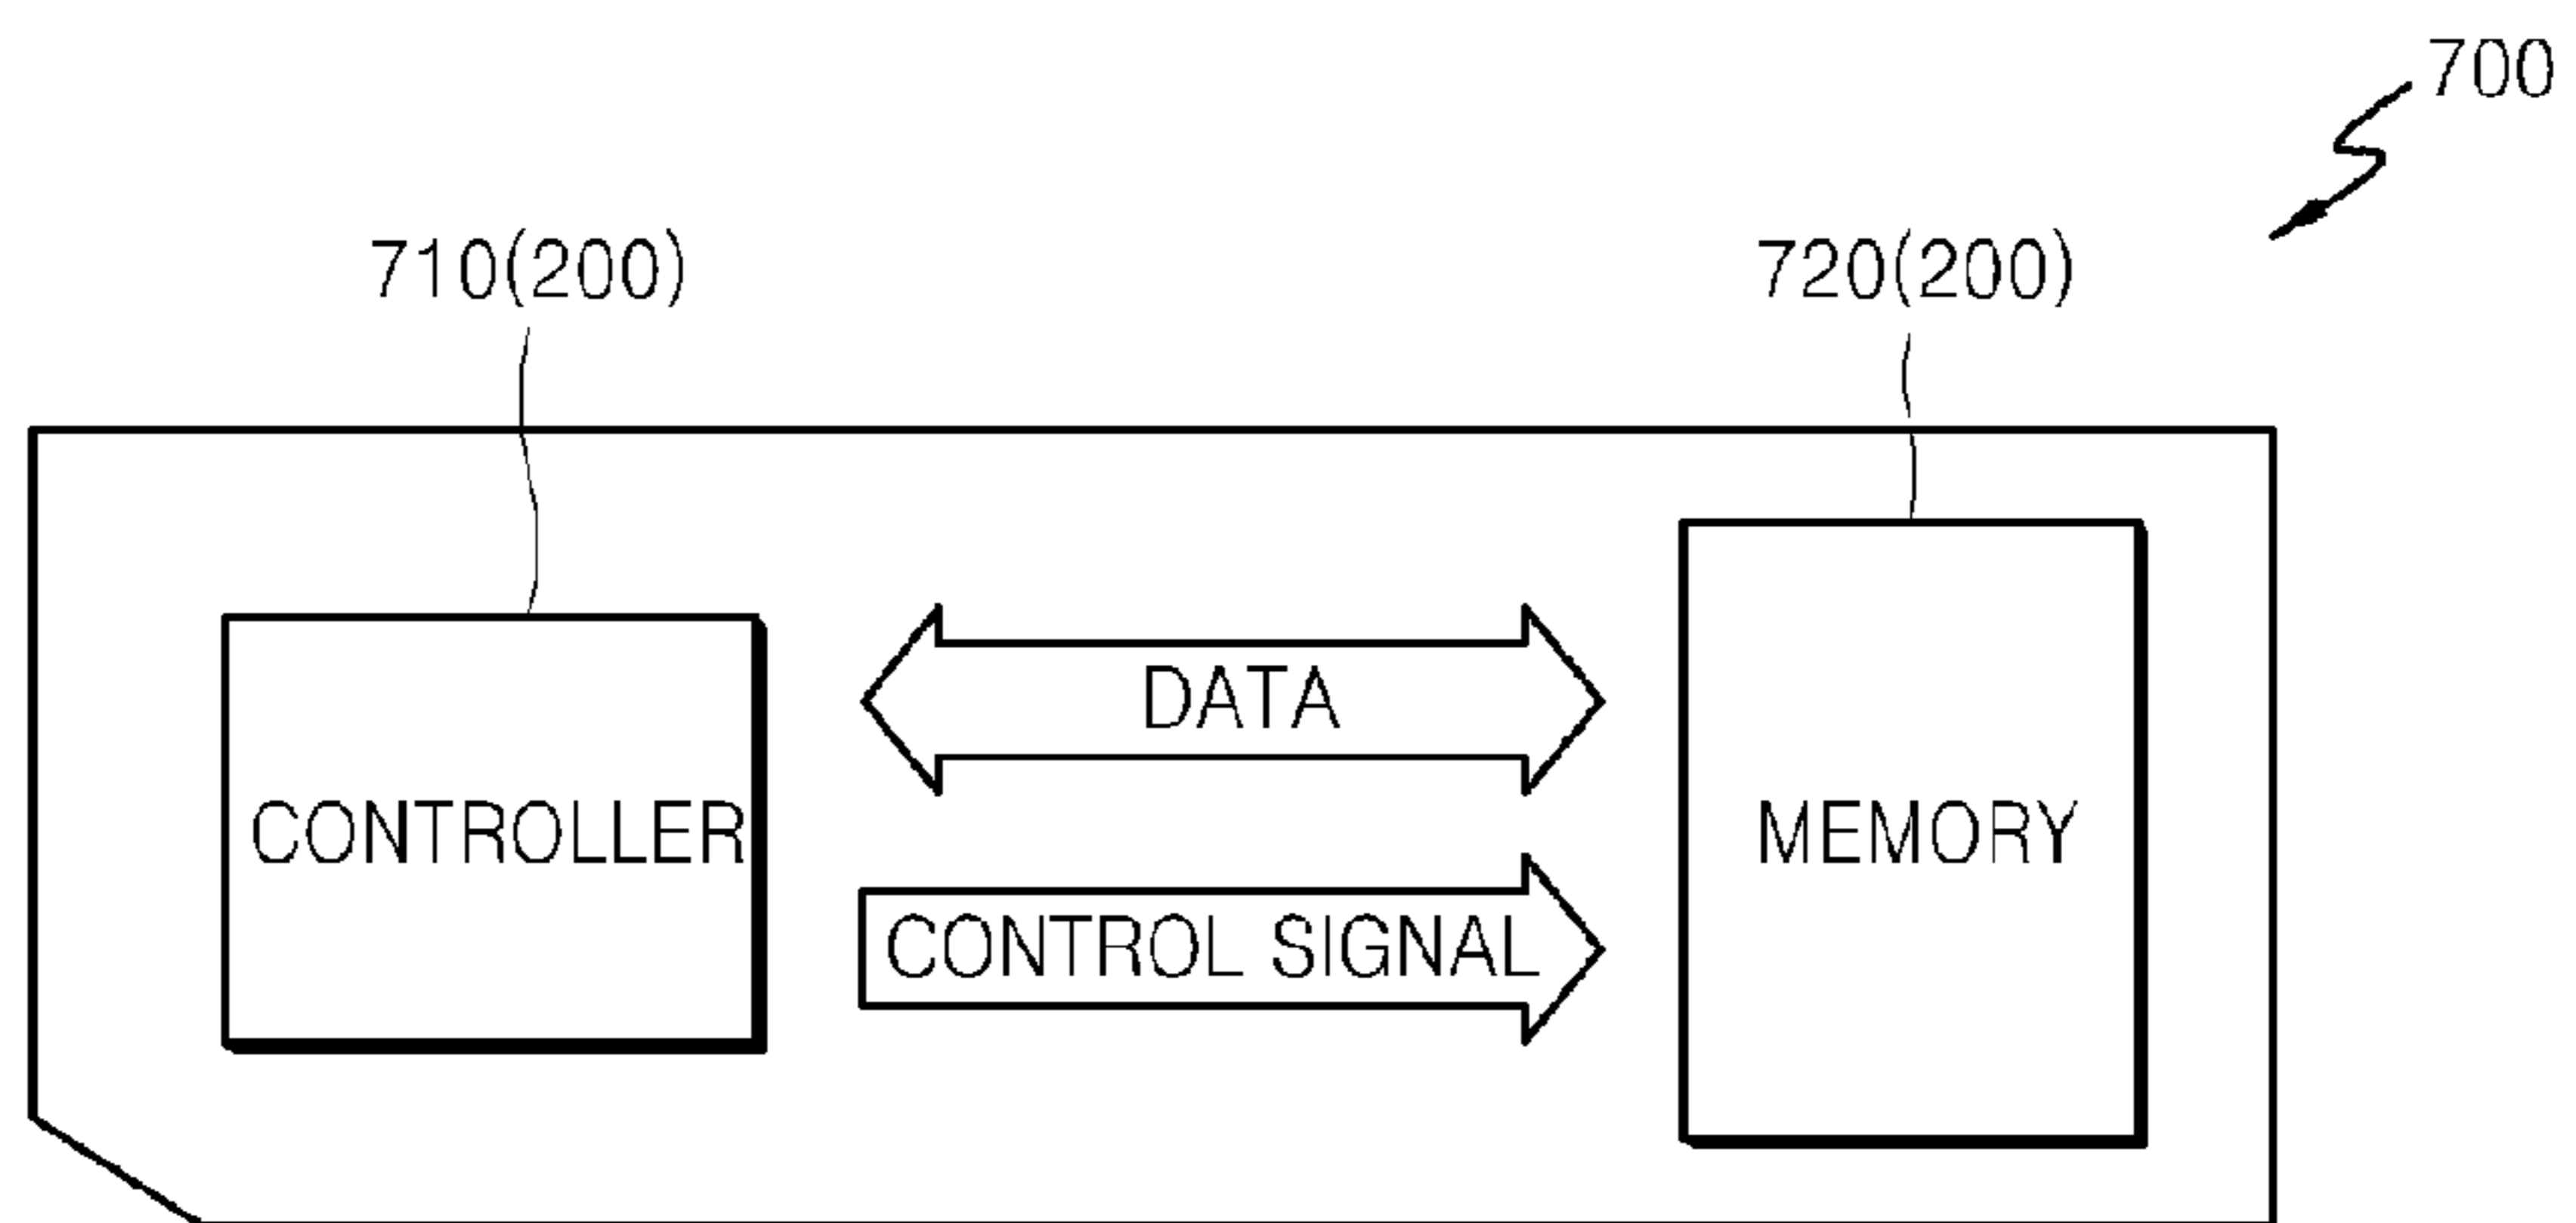 700
710(200)
720(200)
DATA
CONTROLLER
MEMORY
CONTROL SIGNAL